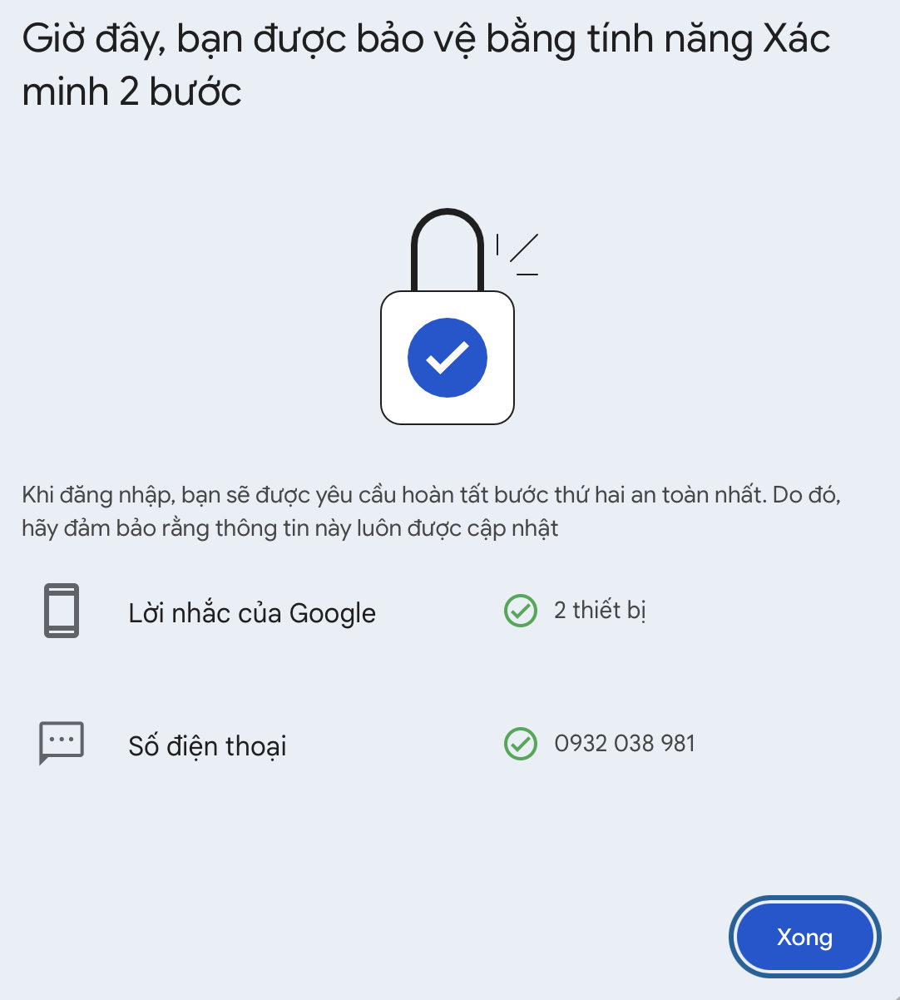 Giờ đây, bạn được bảo vệ bằng tính năng Xác
minh 2 bước
Khi đăng nhập, bạn sẽ được yêu cầu hoàn tất bước thứ hai an toàn nhất. Do đó,
hãy đảm bảo rằng thông tin này luôn được cập nhật
Lời nhắc của Google
2 thiết bị
Số điện thoại
0932 038 981
Xong